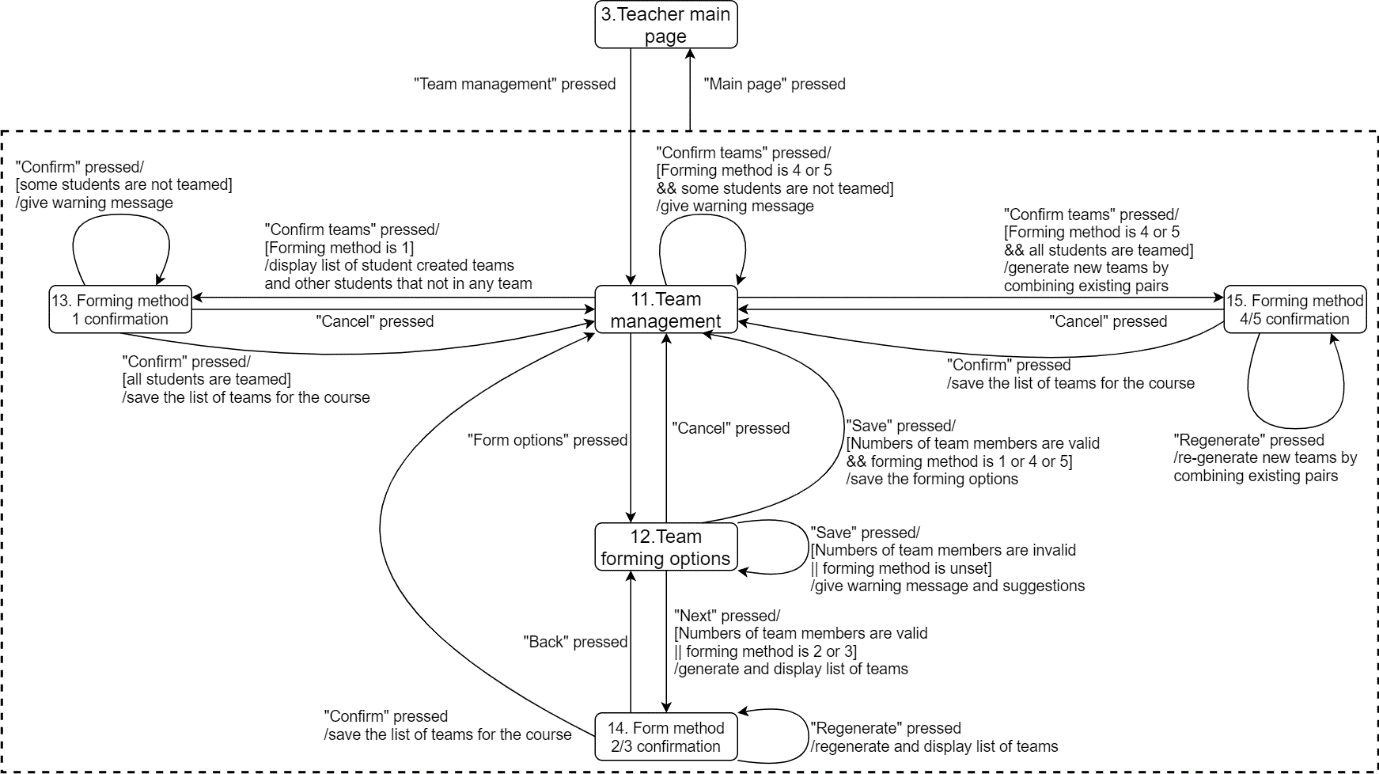 3.Teacher main
page
"Team management" pressed
"Main page" pressed
"Confirm" pressed/
[some students are not teamed]
/give warning message
"Confirm teams" pressed/
[Forming method is 4 or 5
&& some students are not teamed]
/give warning message
"Confirm teams" pressed/
[Forming method is 1]
/display list of student created teams
and other students that not in any team
"Confirm teams" pressed/
[Forming method is 4 or 5
&& all students are teamed]
/generate new teams by
combining existing pairs
13. Forming method
1 confirmation
11.Team
management
15. Forming method
4/5 confirmation
"Cancel" pressed
"Cancel" pressed
"Confirm" pressed/
[all students are teamed]
/save the list of teams for the course
"Confirm" pressed
/save the list of teams for the course
"Form options" pressed
"Cancel" pressed
"Save" pressed/
[Numbers of team members are valid
&& forming method is 1 or 4 or 5]
/save the forming options
"Regenerate" pressed
/re-generate new teams by
combining existing pairs
12.Team
forming options
"Save" pressed/
[Numbers of team members are invalid
|| forming method is unset]
/give warning message and suggestions
"Back" pressed
"Next" pressed/
[Numbers of team members are valid
|| forming method is 2 or 3]
/generate and display list of teams
"Confirm" pressed
/save the list of teams for the course
14. Form method
2/3 confirmation
"Regenerate" pressed
/regenerate and display list of teams